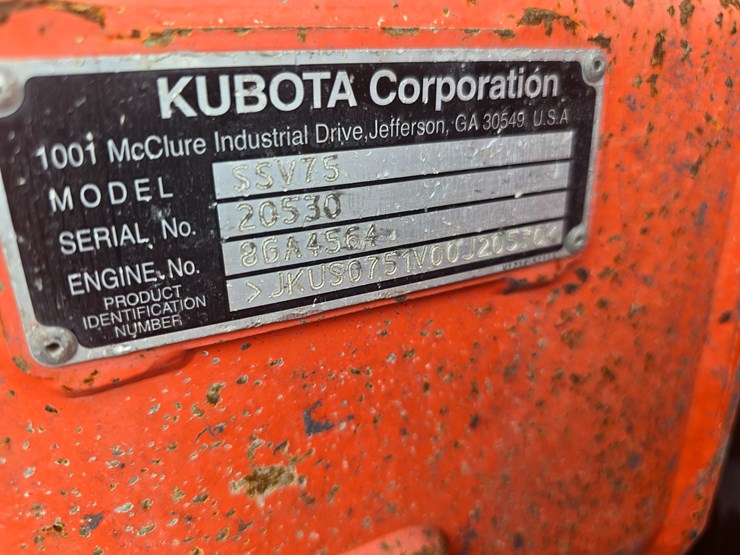 KUBOTA Corporation
1001 McClure Industrial Drive, Jefferson, GA 30549 U.S.A
MODEL SSV75
SERIAL No. 20530
ENGINE No. 8GA4564
PRODUCT
IDENTIFICATION
NUMBER
>JKUS0751V00J20530<